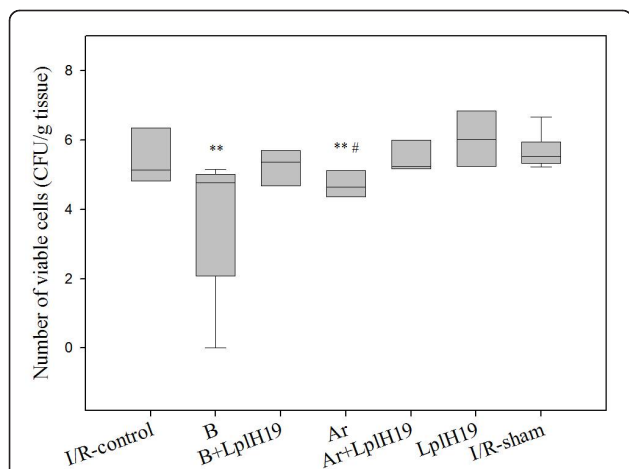 Number of viable cells (CFU/g tissue)
8
6
4
2
0
**
** #
I/R-control
B
B+LplH19
Ar
Ar+LplH19
LplH19
I/R-sham